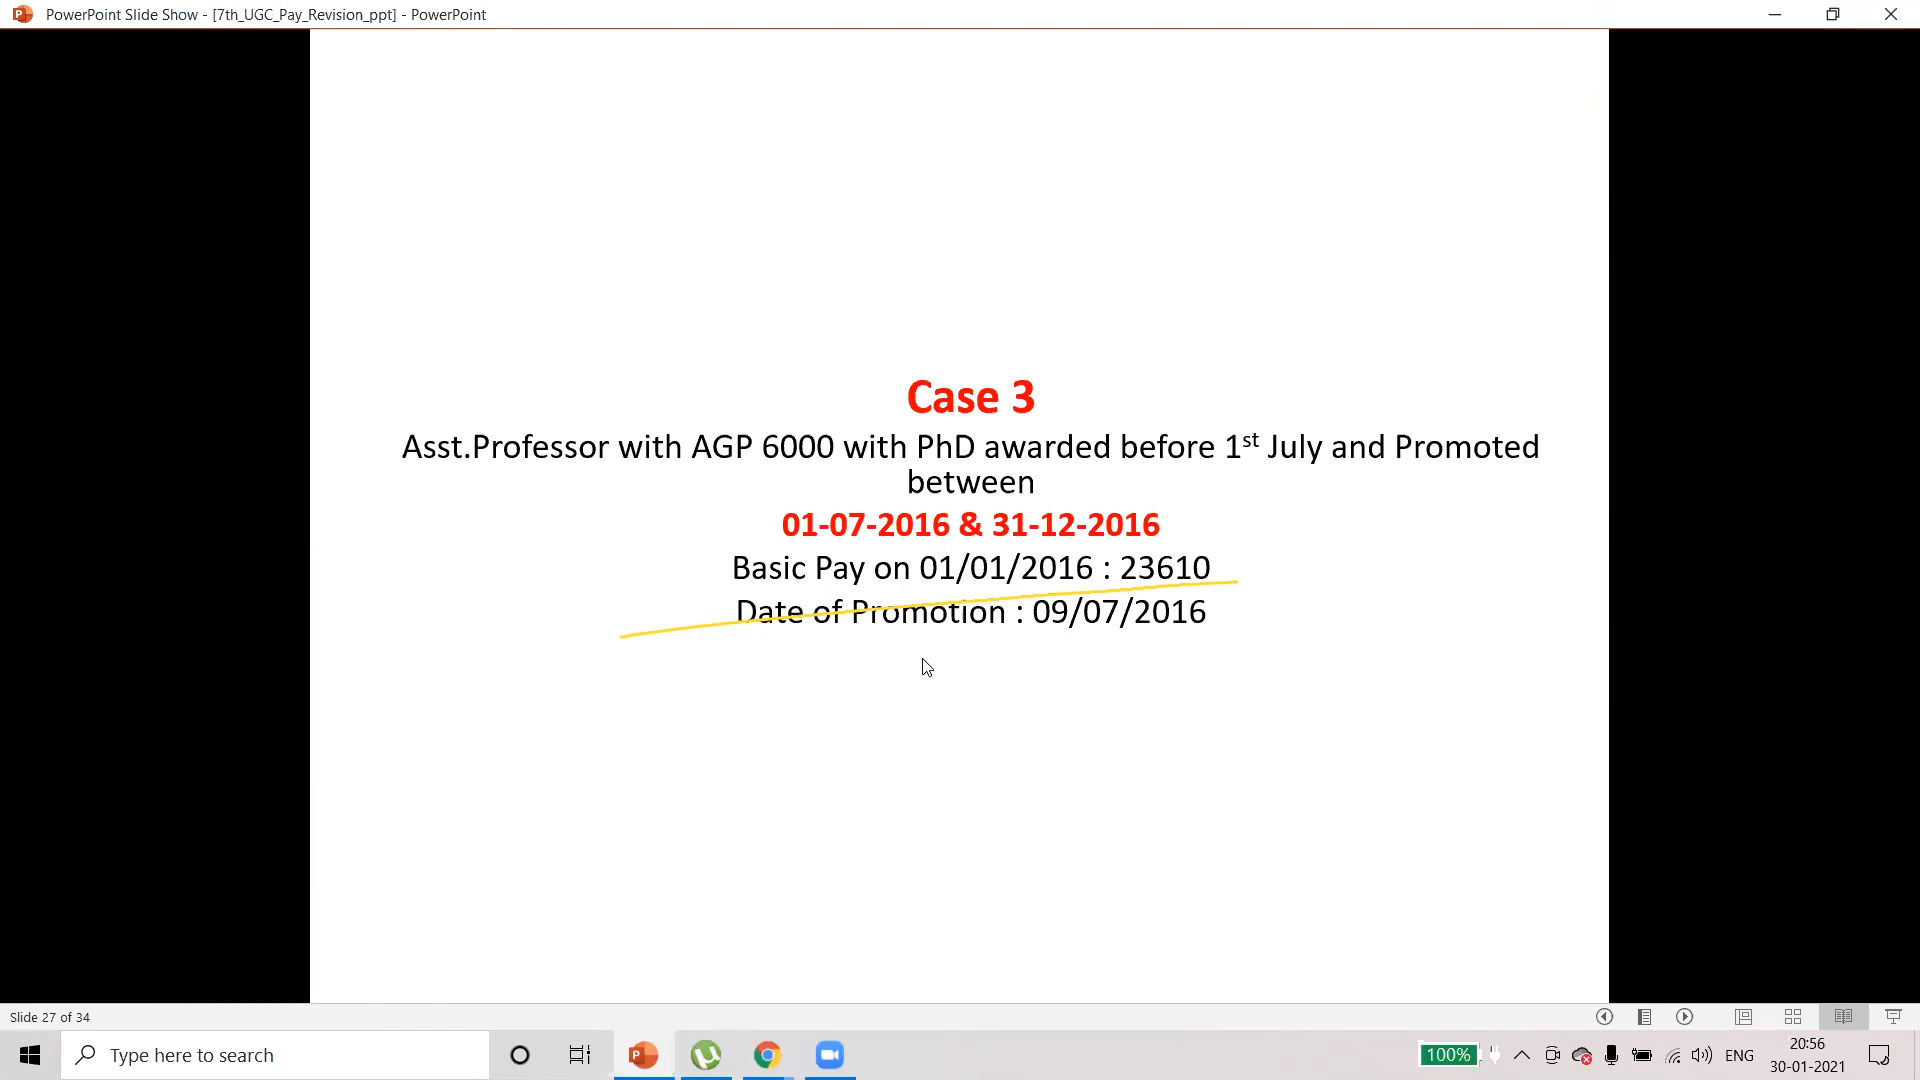 PowerPoint Slide Show - [7th_UGC_Pay_Revision_ppt] - PowerPoint
Case 3
Asst.Professor with AGP 6000 with PhD awarded before 1st July and Promoted
between
01-07-2016 & 31-12-2016
Basic Pay on 01/01/2016 : 23610
Date of Promotion : 09/07/2016
Slide 27 of 34
Type here to search
100%
ENG
20:56
30-01-2021